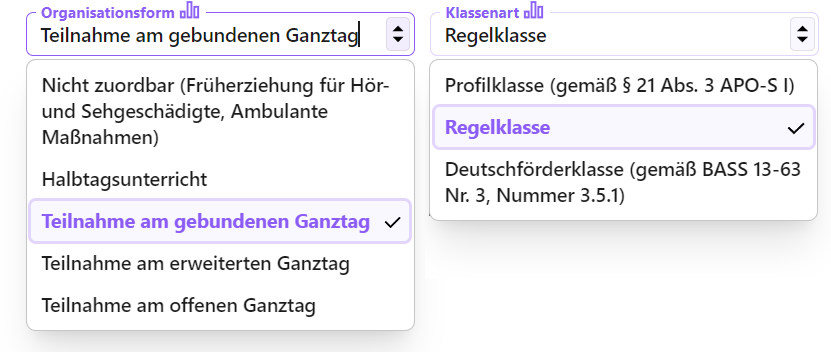 Organisationsform
Teilnahme am gebundenen Ganztag
Nicht zuordbar (Früherziehung für Hör-
und Sehgeschädigte, Ambulante
Maßnahmen)
Halbtagsunterricht
Teilnahme am gebundenen Ganztag
Teilnahme am erweiterten Ganztag
Teilnahme am offenen Ganztag
Klassenart
Regelklasse
Profilklasse (gemäß § 21 Abs. 3 APO-S I)
Regelklasse
Deutschförderklasse (gemäß BASS 13-63
Nr. 3, Nummer 3.5.1)